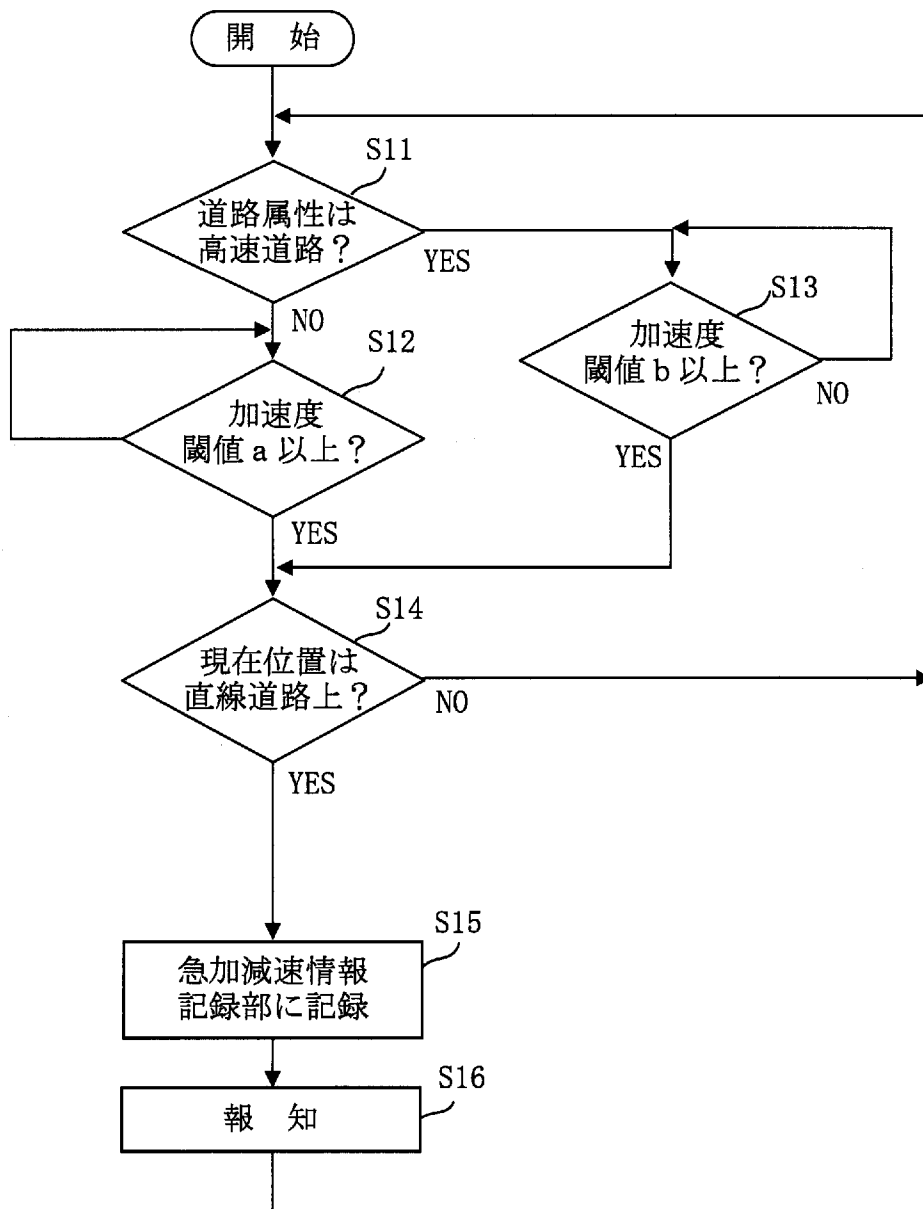 開 始
S11
道路属性は
高速道路?
YES
NO
S13
加速度
閾値b以上?
NO
YES
S12
加速度
閾値a以上?
YES
S14
現在位置は
直線道路上?
NO
YES
S15
急加減速情報
記録部に記録
S16
報 知